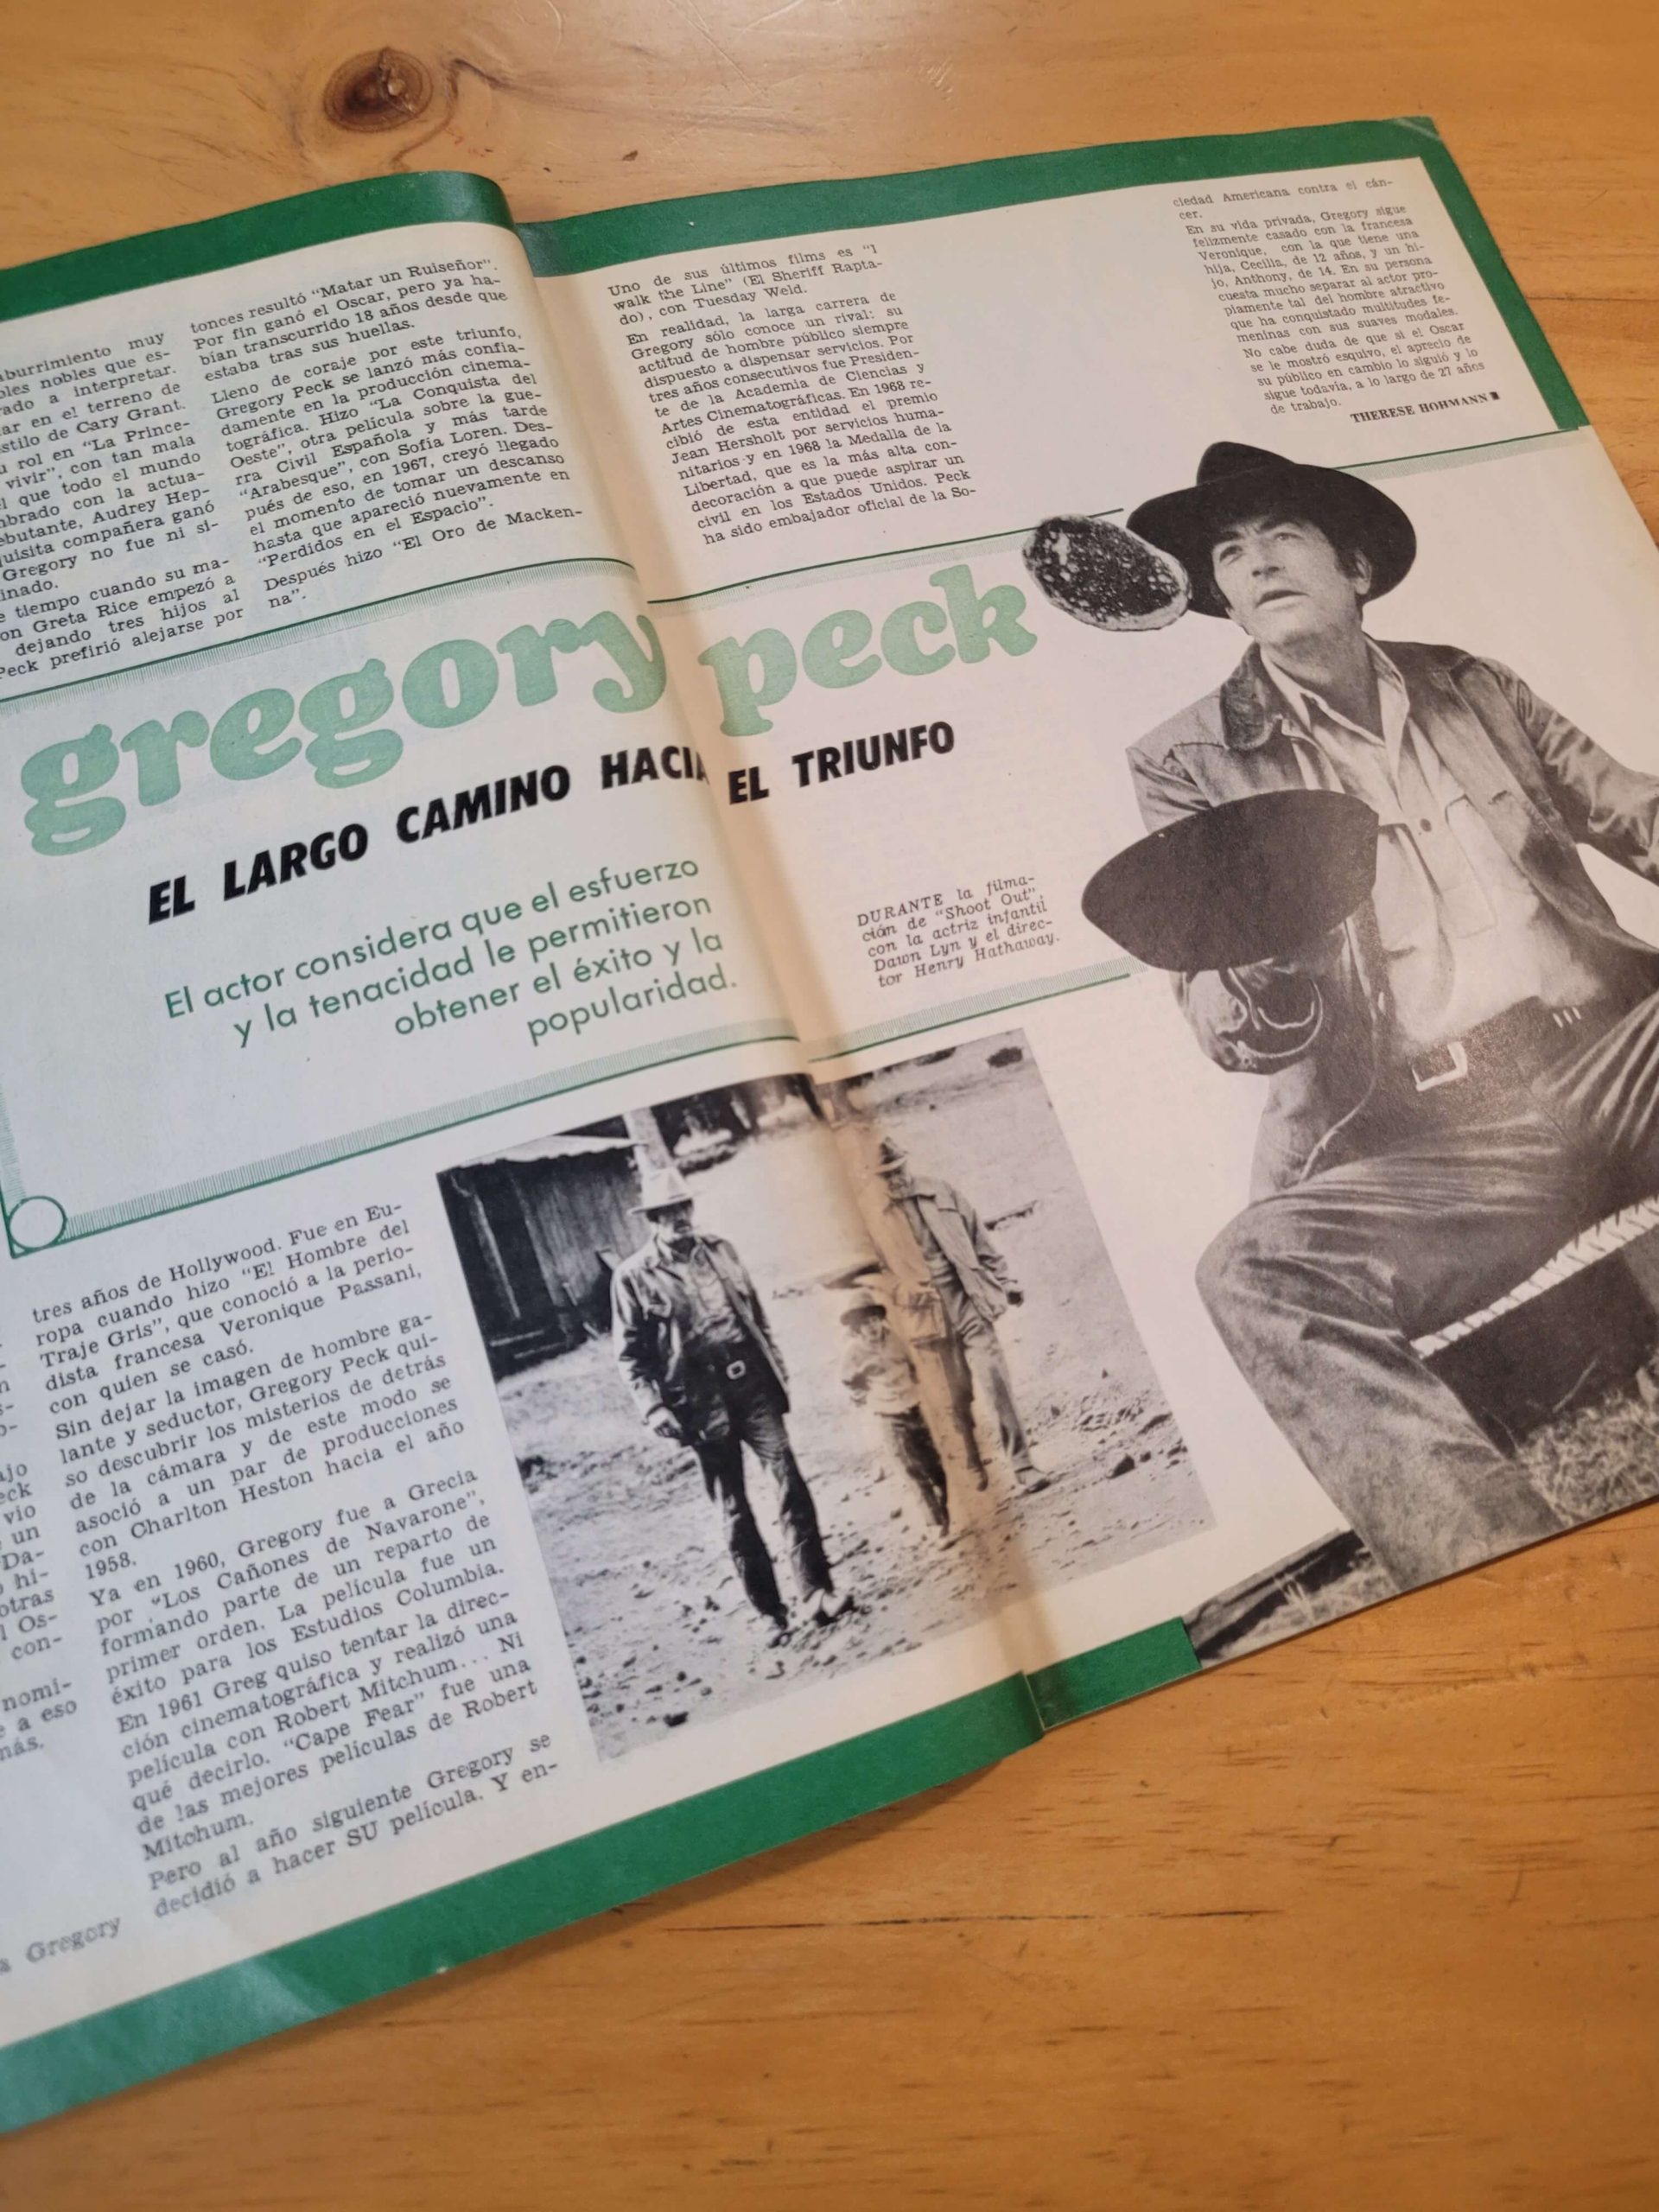 aburrimiento muy
nobles que es-
a interpretar.
en el terreno de
estilo de Cary Grant.
rol en "La Prince-
vivir", con tan mala
que todo el mundo
con la actua-
Audrey Hep-
compañera ganó
Gregory no fue ni si-
tiempo cuando su ma-
Greta Rice empezó a
dejando tres hijos al
Peck prefirió alejarse por
tonces resultó "Matar un Ruiseñor".
Por fin ganó el Oscar, pero ya ha-
bían transcurrido 18 años desde que
estaba tras sus huellas.
Lleno de coraje por este triunfo,
Gregory Peck se lanzó más confia-
damente en la producción cinema-
tográfica. Hizo "La Conquista del
Oeste", otra película sobre la gue-
rra Civil Española y más tarde
"Arabesque", con Sofía Loren. Des-
pués de eso, en 1967, creyó llegado
el momento de tomar un descanso
hasta que apareció nuevamente en
"Perdidos en el Espacio".
Después hizo "El Oro de Macken-
na".
Uno de sus últimos films es "I
walk the Line" (El Sheriff Rapta-
do), con Tuesday Weld.
En realidad, la larga carrera de
Gregory sólo conoce un rival: su
actitud de hombre público siempre
dispuesto a dispensar servicios. Por
tres años consecutivos fue Presiden-
te de la Academia de Ciencias y
Artes Cinematográficas. En 1968 re-
cibió de esta entidad el premio
Jean Hersholt por servicios huma-
nitarios y en 1968 la Medalla de la
Libertad, que es la más alta con-
decoración a que puede aspirar un
civil en los Estados Unidos. Peck
ha sido embajador oficial de la So-
ciedad Americana contra el cán-
cer.
En su vida privada, Gregory sigue
felizmente casado con la francesa
Veronique, con la que tiene una
hija, Cecilia, de 12 años, y un hi-
jo, Anthony, de 14. En su persona
cuesta mucho separar al actor pro-
piamente tal del hombre atractivo
que ha conquistado multitudes fe-
meninas con sus suaves modales.
No cabe duda de que si el Oscar
se le mostró esquivo, el aprecio de
su público en cambio lo siguió y lo
sigue todavía, a lo largo de 27 años
de trabajo.
THERESE HOHMANN
gregory peck
EL LARGO CAMINO HACIA EL TRIUNFO
El actor considera que el esfuerzo
y la tenacidad le permitieron
obtener el éxito y la
popularidad.
DURANTE la filma-
ción de "Shoot Out",
con la actriz infantil
Dawn Lyn y el direc-
tor Henry Hathaway.
vio
un
Da-
hi-
otras
Os-
con-
nomi-
a eso
más.
Gregory
tres años de Hollywood. Fue en Eu-
ropa cuando hizo "El Hombre del
Traje Gris", que conoció a la perio-
dista francesa Veronique Passani,
con quien se casó.
Sin dejar la imagen de hombre ga-
lante y seductor, Gregory Peck qui-
so descubrir los misterios de detrás
de la cámara y de este modo se
asoció a un par de producciones
con Charlton Heston hacia el año
1958.
Ya en 1960, Gregory fue a Grecia
por "Los Cañones de Navarone",
formando parte de un reparto de
primer orden. La película fue un
éxito para los Estudios Columbia.
En 1961 Greg quiso tentar la direc-
ción cinematográfica y realizó una
película con Robert Mitchum... Ni
qué decirlo. "Cape Fear" fue una
de las mejores películas de Robert
Mitchum.
Pero al año siguiente Gregory se
decidió a hacer SU película. Y en-